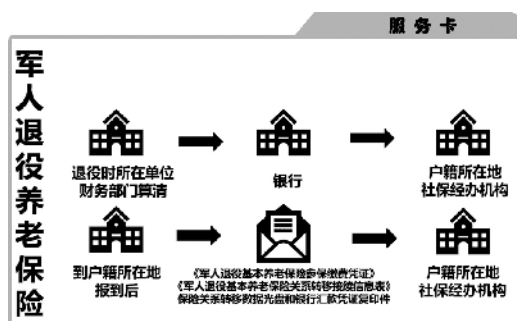 服务卡
军人退役养老保险
退役时所在单位
财务部门算清
银行
户籍所在地
社保经办机构
到户籍所在地
报到后
《军人退役基本养老保险参保缴费凭证》
《军人退役基本养老保险关系转移接续信息表》
保险关系转移数据光盘和银行汇款凭证复印件
户籍所在地
社保经办机构